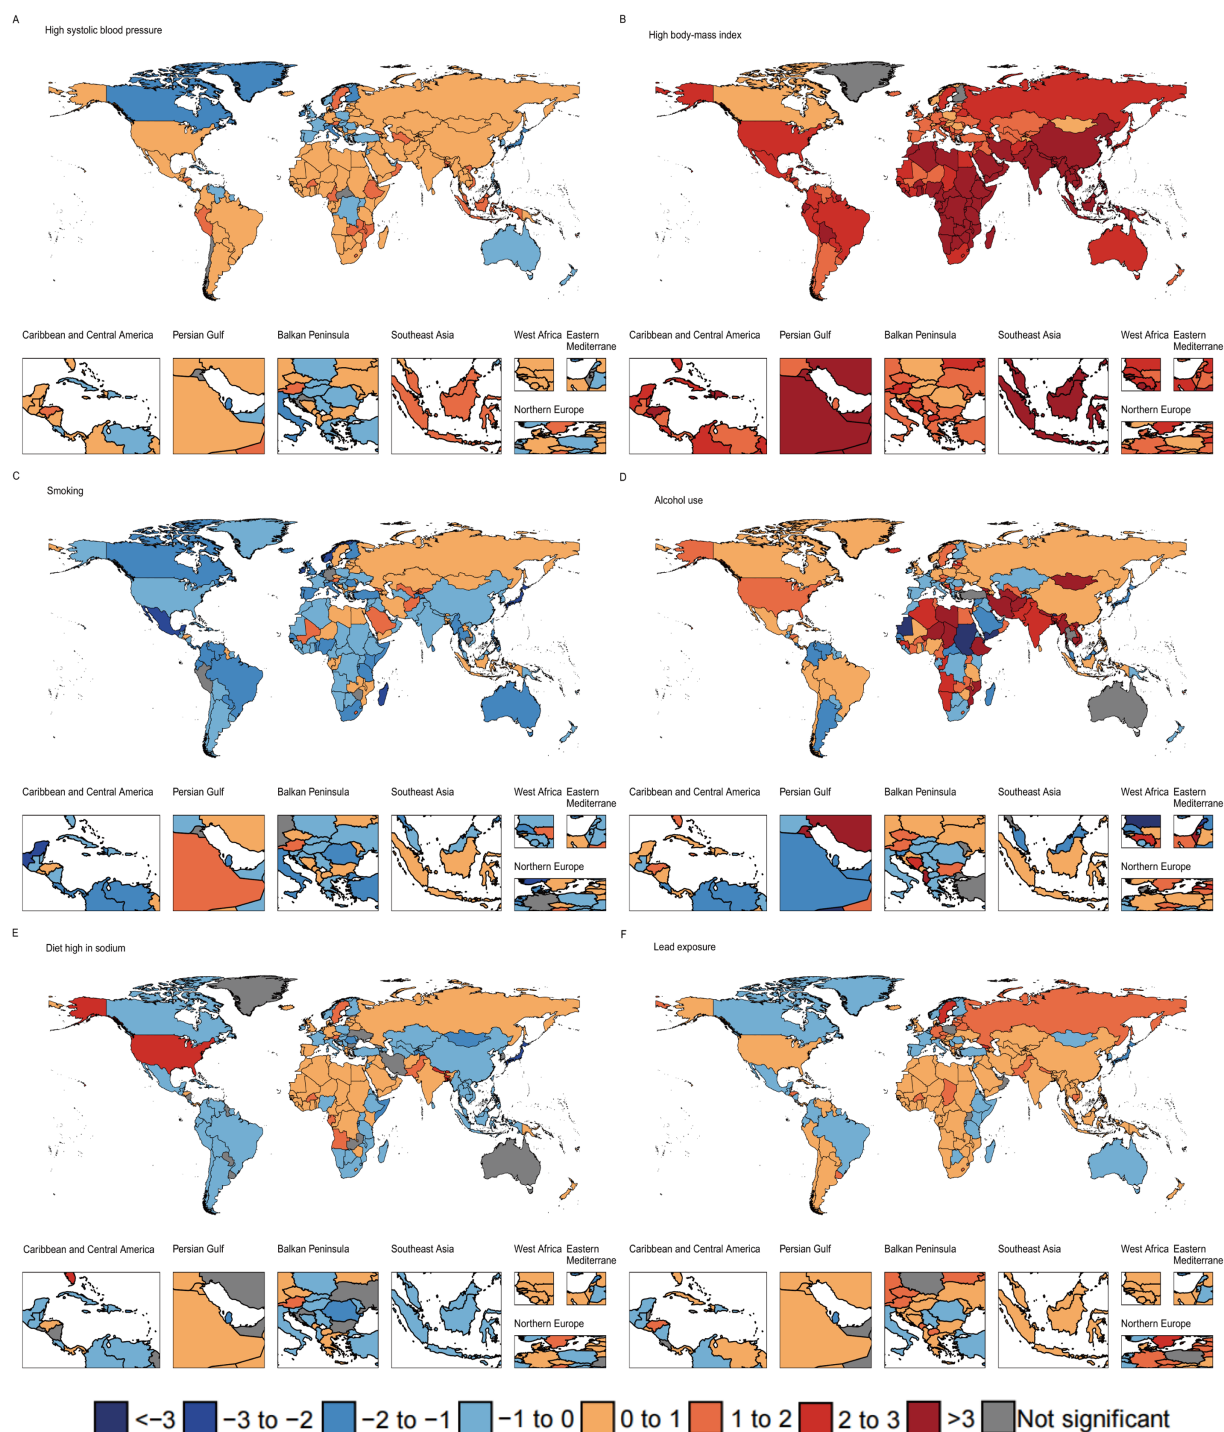 A
High systolic blood pressure
B
High body-mass index
Caribbean and Central America
Persian Gulf
Balkan Peninsula
Southeast Asia
West Africa
Eastern
Mediterrane
Northern Europe
Caribbean and Central America
Persian Gulf
Balkan Peninsula
Southeast Asia
West Africa
Eastern
Mediterrane
Northern Europe
C
Smoking
D
Alcohol use
Caribbean and Central America
Persian Gulf
Balkan Peninsula
Southeast Asia
West Africa
Eastern
Mediterrane
Northern Europe
Caribbean and Central America
Persian Gulf
Balkan Peninsula
Southeast Asia
West Africa
Eastern
Mediterrane
Northern Europe
E
Diet high in sodium
F
Lead exposure
Caribbean and Central America
Persian Gulf
Balkan Peninsula
Southeast Asia
West Africa
Eastern
Mediterrane
Northern Europe
Caribbean and Central America
Persian Gulf
Balkan Peninsula
Southeast Asia
West Africa
Eastern
Mediterrane
Northern Europe
<−3 −3 to −2 −2 to −1 −1 to 0 0 to 1 1 to 2 2 to 3 >3 Not significant